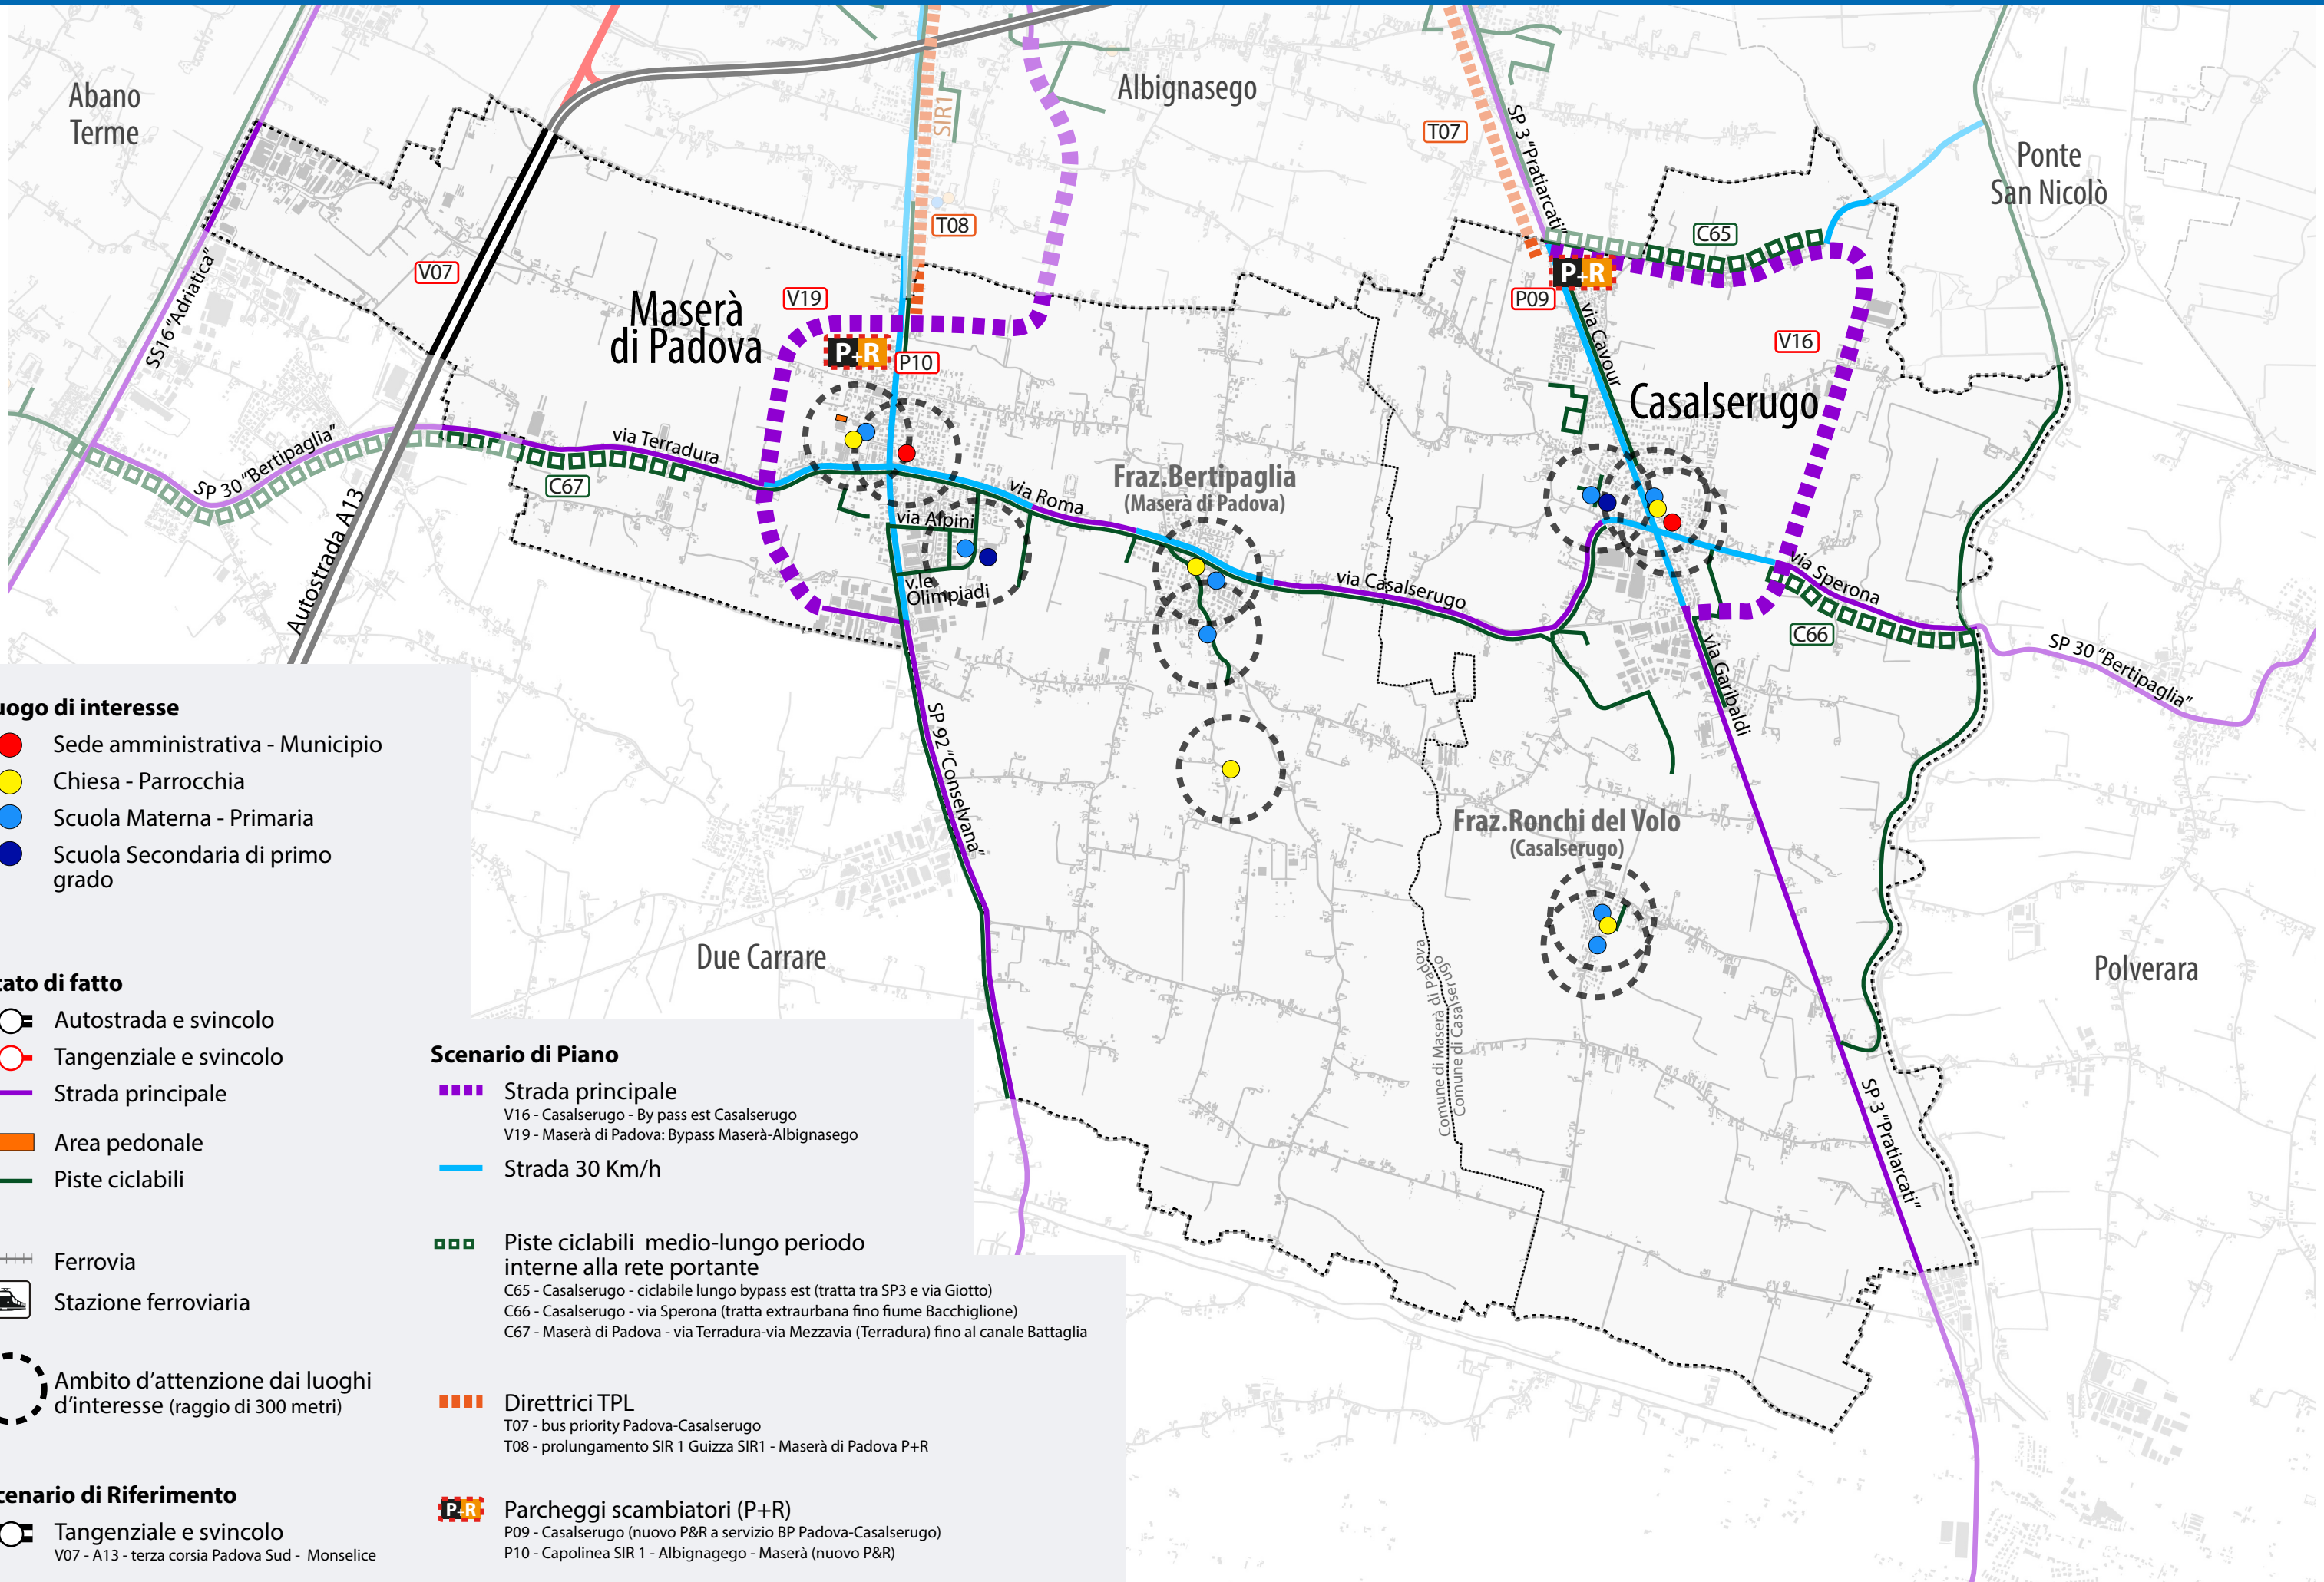 Abano
Terme
Albignasego
SIR1
T07
SP 3 “Pratiarcati”
Ponte
San Nicolò
T08
C65
V07
SS16 “Adriatica”
Maserà
di Padova
V19
P+R
P10
P+R
P09
via Cavour
V16
Casalserugo
SP 30 “Bertipaglia”
via Terradura
C67
Autostrada A13
via Roma
via Alpini
v.le
Olimpiadi
Fraz.Bertipaglia
(Maserà di Padova)
via Casalserugo
via Sperona
C66
SP 30 “Bertipaglia”
via Garibaldi
SP 92 “Conselvana”
Fraz.Ronchi del Volo
(Casalserugo)
Due Carrare
Comune di Maserà di Padova
Comune di Casalserugo
Polverara
SP 3 “Pratiarcati”
uogo di interesse
Sede amministrativa - Municipio
Chiesa - Parrocchia
Scuola Materna - Primaria
Scuola Secondaria di primo
grado
tato di fatto
Autostrada e svincolo
Tangenziale e svincolo
Strada principale
Area pedonale
Piste ciclabili
Ferrovia
Stazione ferroviaria
Ambito d’attenzione dai luoghi
d’interesse (raggio di 300 metri)
cenario di Riferimento
Tangenziale e svincolo
V07 - A13 - terza corsia Padova Sud - Monselice
Scenario di Piano
Strada principale
V16 - Casalserugo - By pass est Casalserugo
V19 - Maserà di Padova: Bypass Maserà-Albignasego
Strada 30 Km/h
Piste ciclabili medio-lungo periodo
interne alla rete portante
C65 - Casalserugo - ciclabile lungo bypass est (tratta tra SP3 e via Giotto)
C66 - Casalserugo - via Sperona (tratta extraurbana fino fiume Bacchiglione)
C67 - Maserà di Padova - via Terradura-via Mezzavia (Terradura) fino al canale Battaglia
Direttrici TPL
T07 - bus priority Padova-Casalserugo
T08 - prolungamento SIR 1 Guizza SIR1 - Maserà di Padova P+R
P+R
Parcheggi scambiatori (P+R)
P09 - Casalserugo (nuovo P&R a servizio BP Padova-Casalserugo)
P10 - Capolinea SIR 1 - Albignagego - Maserà (nuovo P&R)